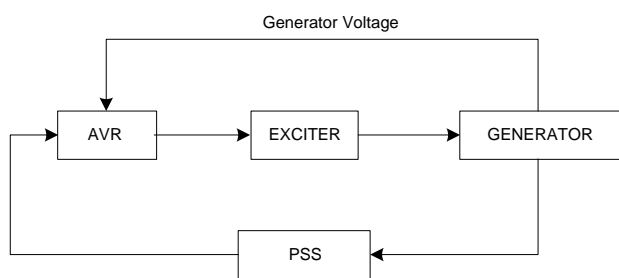 Generator Voltage
AVR
EXCITER
GENERATOR
PSS